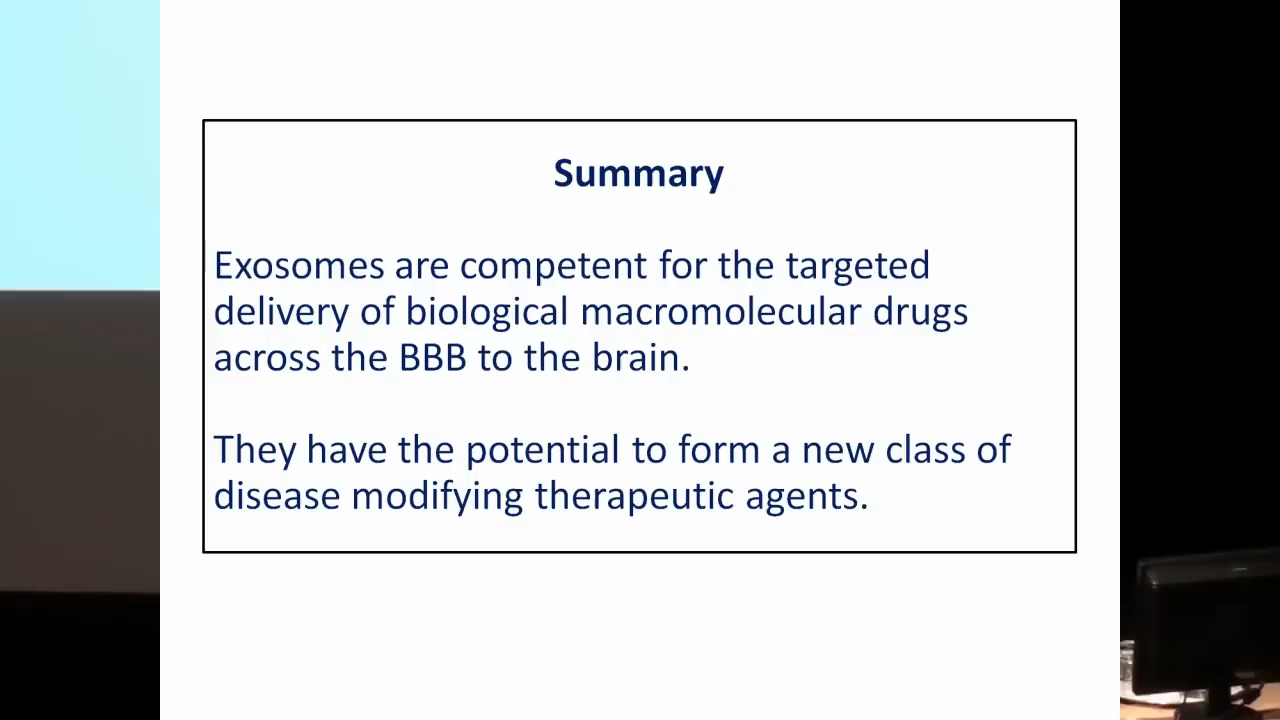 Summary
Exosomes are competent for the targeted
delivery of biological macromolecular drugs
across the BBB to the brain.
They have the potential to form a new class of
disease modifying therapeutic agents.